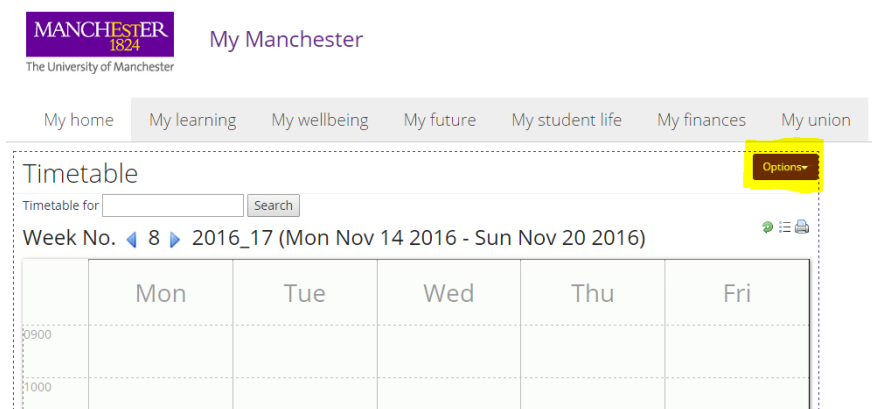 MANCHESTER
1824
The University of Manchester
My Manchester
My home My learning My wellbeing My future My student life My finances My union
Timetable
Options
Timetable for Search
Week No. 8 2016_17 (Mon Nov 14 2016 - Sun Nov 20 2016)
Mon Tue Wed Thu Fri
0900
1000